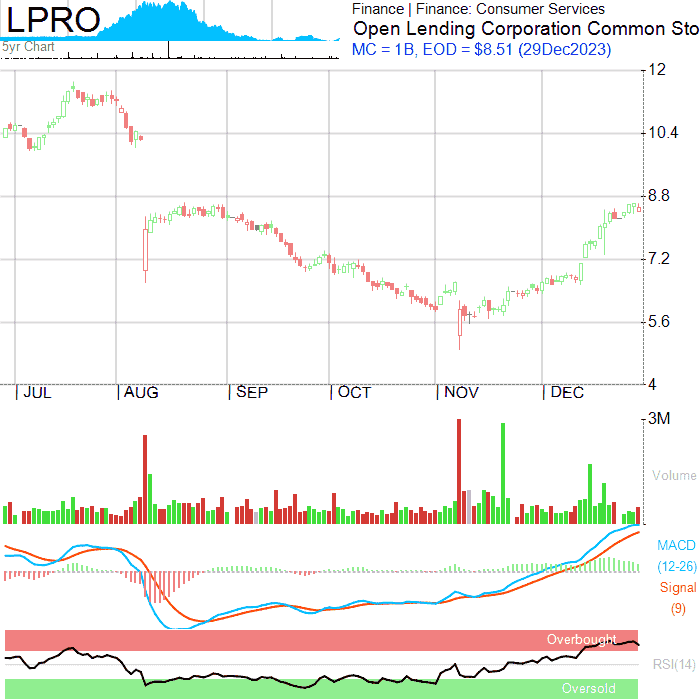 LPRO
5yr Chart
Finance | Finance: Consumer Services
Open Lending Corporation Common Sto
MC = 1B, EOD = $8.51 (29Dec2023)
12
10.4
8.8
7.2
5.6
4
JUL AUG SEP OCT NOV DEC
3M
Volume
MACD
(12-26)
Signal
(9)
Overbought
RSI(14)
Oversold